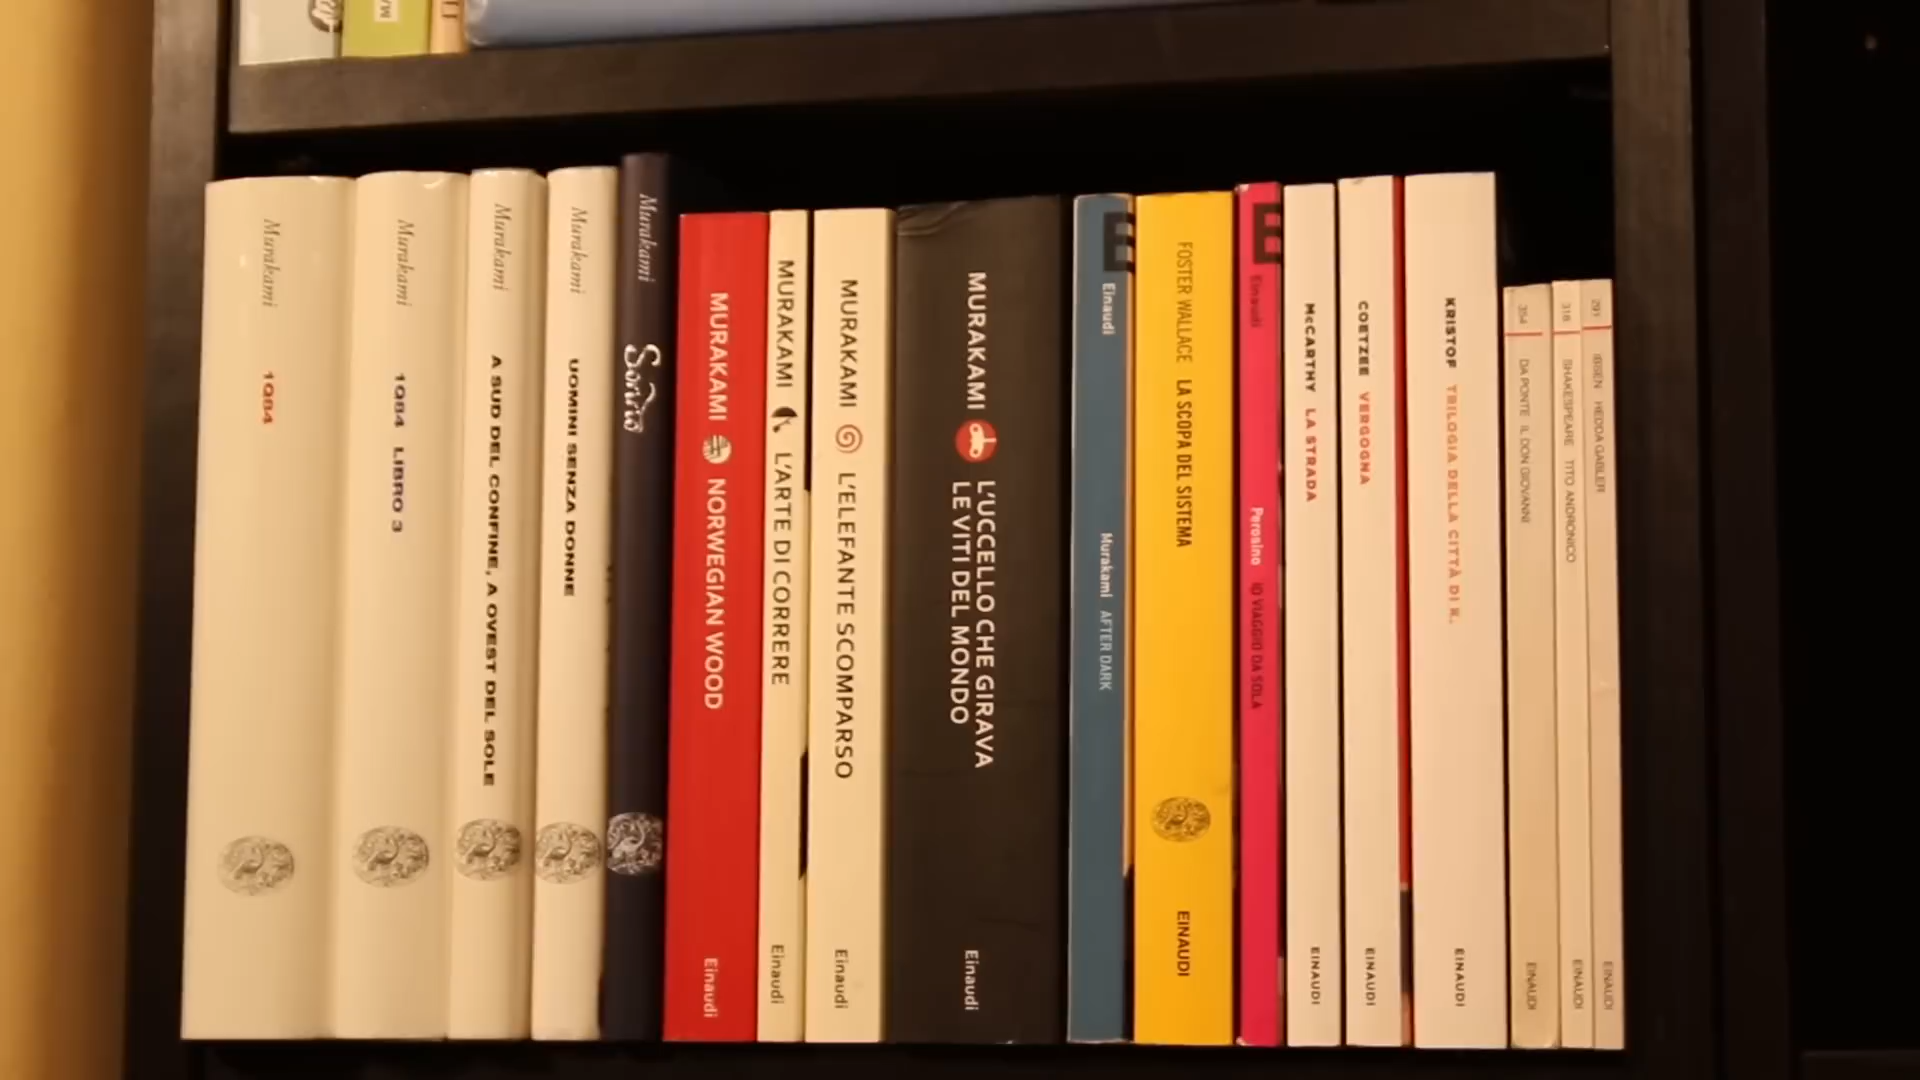 Murakami 1Q84
Murakami 1Q84 LIBRO 3
Murakami A SUD DEL CONFINE, A OVEST DEL SOLE
Murakami UOMINI SENZA DONNE
Murakami Sonno
MURAKAMI NORWEGIAN WOOD Einaudi
MURAKAMI L'ARTE DI CORRERE Einaudi
MURAKAMI L'ELEFANTE SCOMPARSO Einaudi
MURAKAMI L'UCCELLO CHE GIRAVA
LE VITI DEL MONDO Einaudi
E Einaudi Murakami AFTER DARK
FOSTER WALLACE LA SCOPA DEL SISTEMA EINAUDI
E Einaudi Perosino IO VIAGGIO DA SOLA
McCARTHY LA STRADA EINAUDI
COETZEE VERGOGNA EINAUDI
KRISTOF TRILOGIA DELLA CITTÀ DI K. EINAUDI
354 DA PONTE IL DON GIOVANNI EINAUDI
318 SHAKESPEARE TITO ANDRONICO EINAUDI
291 IBSEN HEDDA GABLER EINAUDI